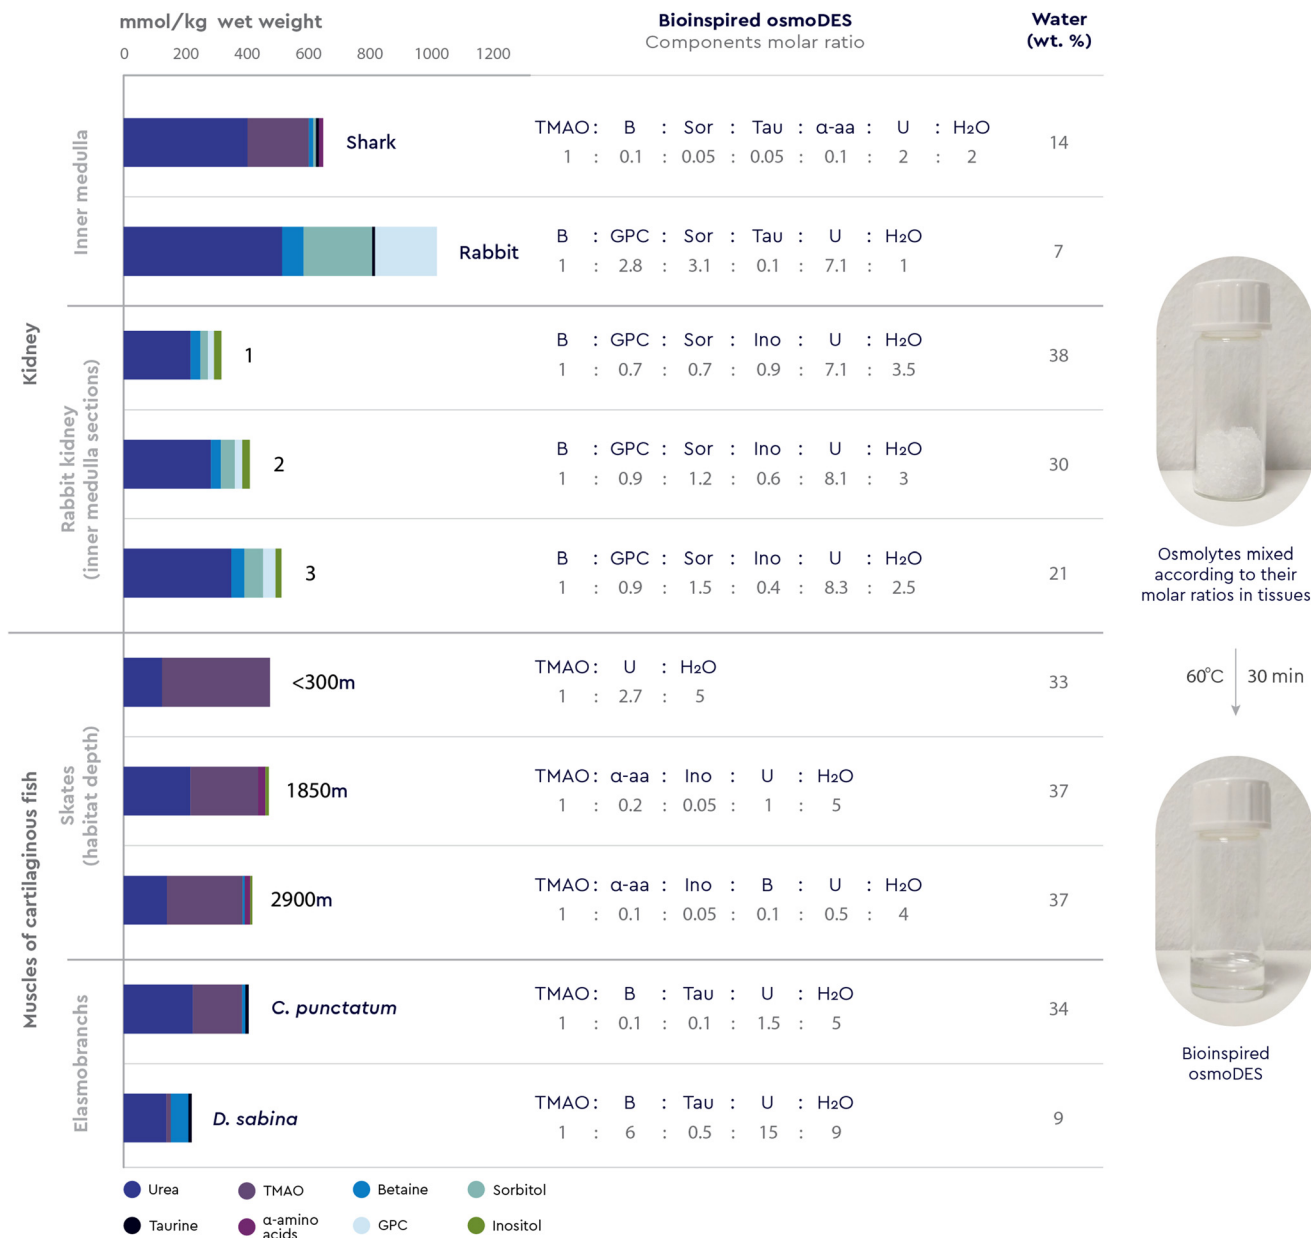 mmol/kg wet weight
0 200 400 600 800 1000 1200
Bioinspired osmoDES
Components molar ratio
Water
(wt. %)
Kidney
Inner medulla
Shark
TMAO : B : Sor : Tau : α-aa : U : H₂O
1 : 0.1 : 0.05 : 0.05 : 0.1 : 2 : 2
14
Rabbit
B : GPC : Sor : Tau : U : H₂O
1 : 2.8 : 3.1 : 0.1 : 7.1 : 1
7
Rabbit kidney
(inner medulla sections)
1
B : GPC : Sor : Ino : U : H₂O
1 : 0.7 : 0.7 : 0.9 : 7.1 : 3.5
38
2
B : GPC : Sor : Ino : U : H₂O
1 : 0.9 : 1.2 : 0.6 : 8.1 : 3
30
3
B : GPC : Sor : Ino : U : H₂O
1 : 0.9 : 1.5 : 0.4 : 8.3 : 2.5
21
Muscles of cartilaginous fish
Skates
(habitat depth)
<300m
TMAO : U : H₂O
1 : 2.7 : 5
33
1850m
TMAO : α-aa : Ino : U : H₂O
1 : 0.2 : 0.05 : 1 : 5
37
2900m
TMAO : α-aa : Ino : B : U : H₂O
1 : 0.1 : 0.05 : 0.1 : 0.5 : 4
37
Elasmobranchs
C. punctatum
TMAO : B : Tau : U : H₂O
1 : 0.1 : 0.1 : 1.5 : 5
34
D. sabina
TMAO : B : Tau : U : H₂O
1 : 6 : 0.5 : 15 : 9
9
Urea
TMAO
Betaine
Sorbitol
Taurine
α-amino
acids
GPC
Inositol
Osmolytes mixed
according to their
molar ratios in tissues
60°C 30 min
Bioinspired
osmoDES